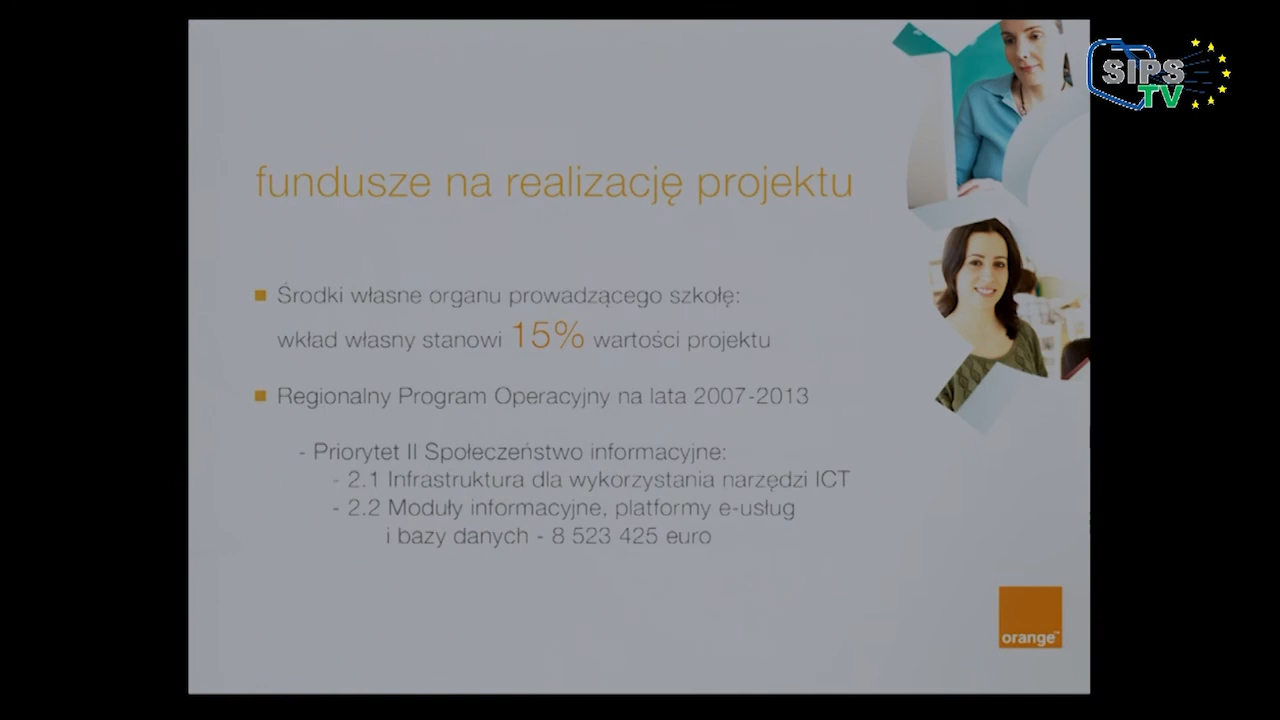 SIPS
TV
fundusze na realizację projektu
Środki własne organu prowadzącego szkołę:
wkład własny stanowi 15% wartości projektu
Regionalny Program Operacyjny na lata 2007-2013
- Priorytet II Społeczeństwo informacyjne:
- 2.1 Infrastruktura dla wykorzystania narzędzi ICT
- 2.2 Moduły informacyjne, platformy e-usług
i bazy danych - 8 523 425 euro
orange™